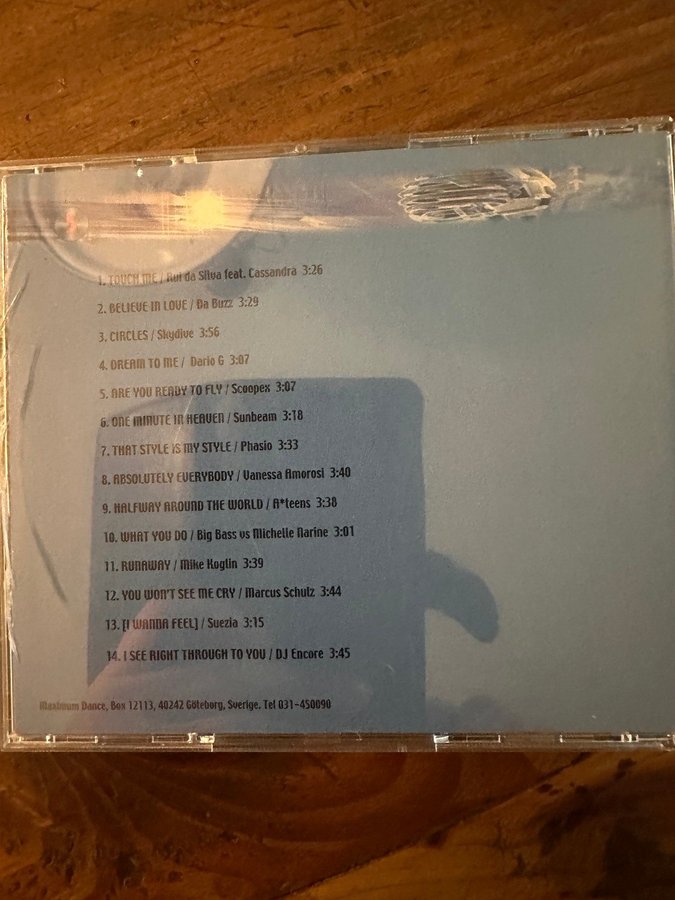 1. TOUCH ME / Rui da Silva feat. Cassandra 3:26
2. BELIEVE IN LOVE / Da Buzz 3:29
3. CIRCLES / Skydive 3:56
4. DREAM TO ME / Dario G 3:07
5. ARE YOU READY TO FLY / Scoopex 3:07
6. ONE MINUTE IN HEAVEN / Sunbeam 3:18
7. THAT STYLE IS MY STYLE / Phasio 3:33
8. ABSOLUTELY EVERYBODY / Vanessa Amorosi 3:40
9. HALFWAY AROUND THE WORLD / A*teens 3:38
10. WHAT YOU DO / Big Bass vs Michelle Narine 3:01
11. RUNAWAY / Mike Koglin 3:39
12. YOU WON'T SEE ME CRY / Marcus Schulz 3:44
13. [I WANNA FEEL] / Suezia 3:15
14. I SEE RIGHT THROUGH TO YOU / DJ Encore 3:45
Maximum Dance, Box 12113, 40242 Göteborg, Sverige. Tel 031-450090